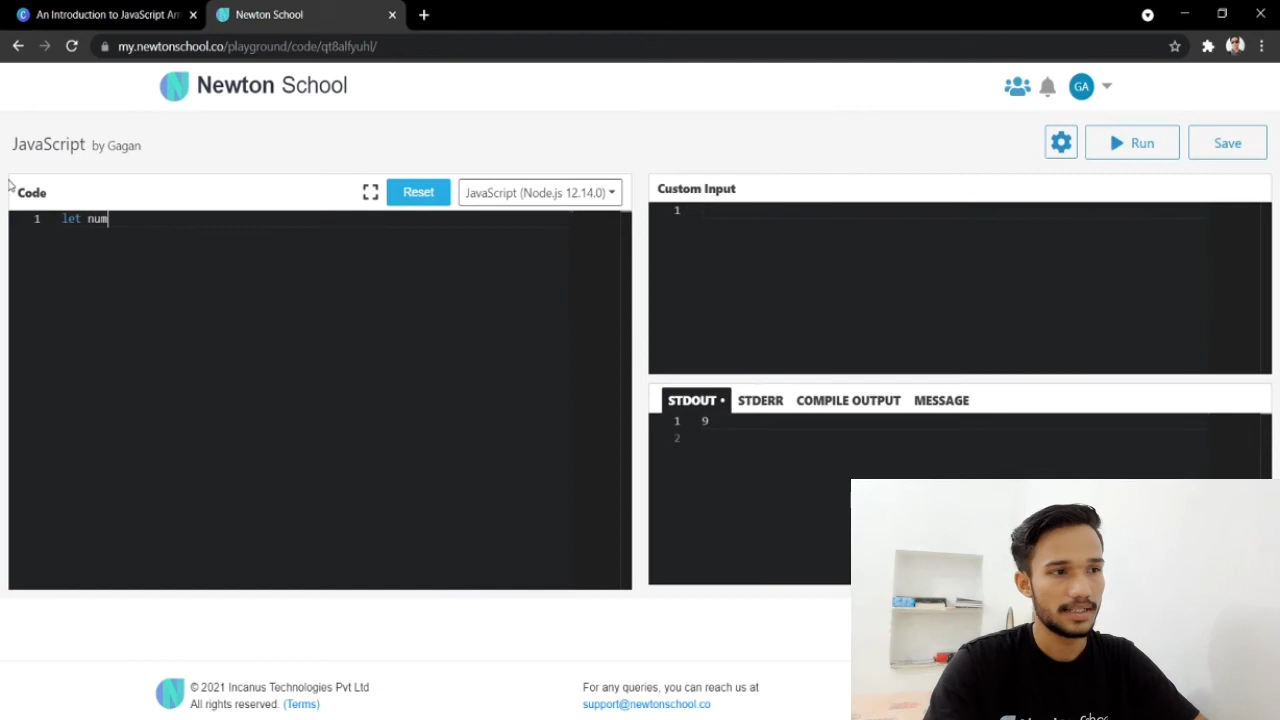 An Introduction to JavaScript Arr
Newton School
my.newtonschool.co/playground/code/qt8alfyuhl/
Newton School
GA
JavaScript by Gagan
Run
Save
Code
Reset
JavaScript (Node.js 12.14.0)
1 let num
Custom Input
1
STDOUT •
STDERR
COMPILE OUTPUT
MESSAGE
1 9
2
© 2021 Incanus Technologies Pvt Ltd
All rights reserved. (Terms)
For any queries, you can reach us at
support@newtonschool.co